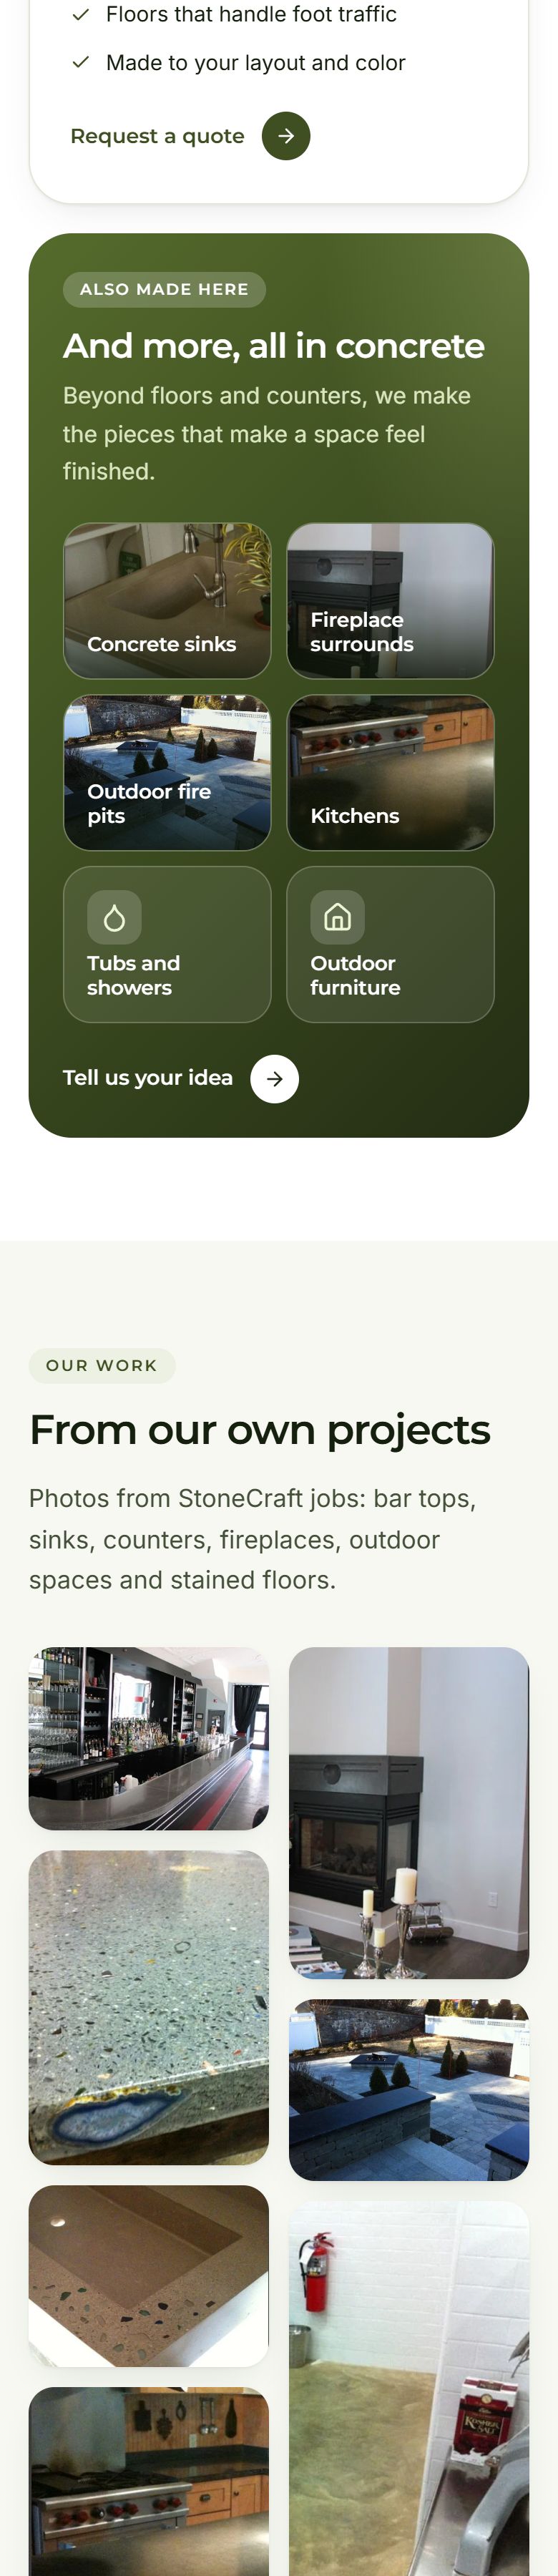 Floors that handle foot traffic
Made to your layout and color
Request a quote
ALSO MADE HERE
And more, all in concrete
Beyond floors and counters, we make
the pieces that make a space feel
finished.
Concrete sinks
Fireplace
surrounds
Outdoor fire
pits
Kitchens
Tubs and
showers
Outdoor
furniture
Tell us your idea
OUR WORK
From our own projects
Photos from StoneCraft jobs: bar tops,
sinks, counters, fireplaces, outdoor
spaces and stained floors.
KOSHER
SALT